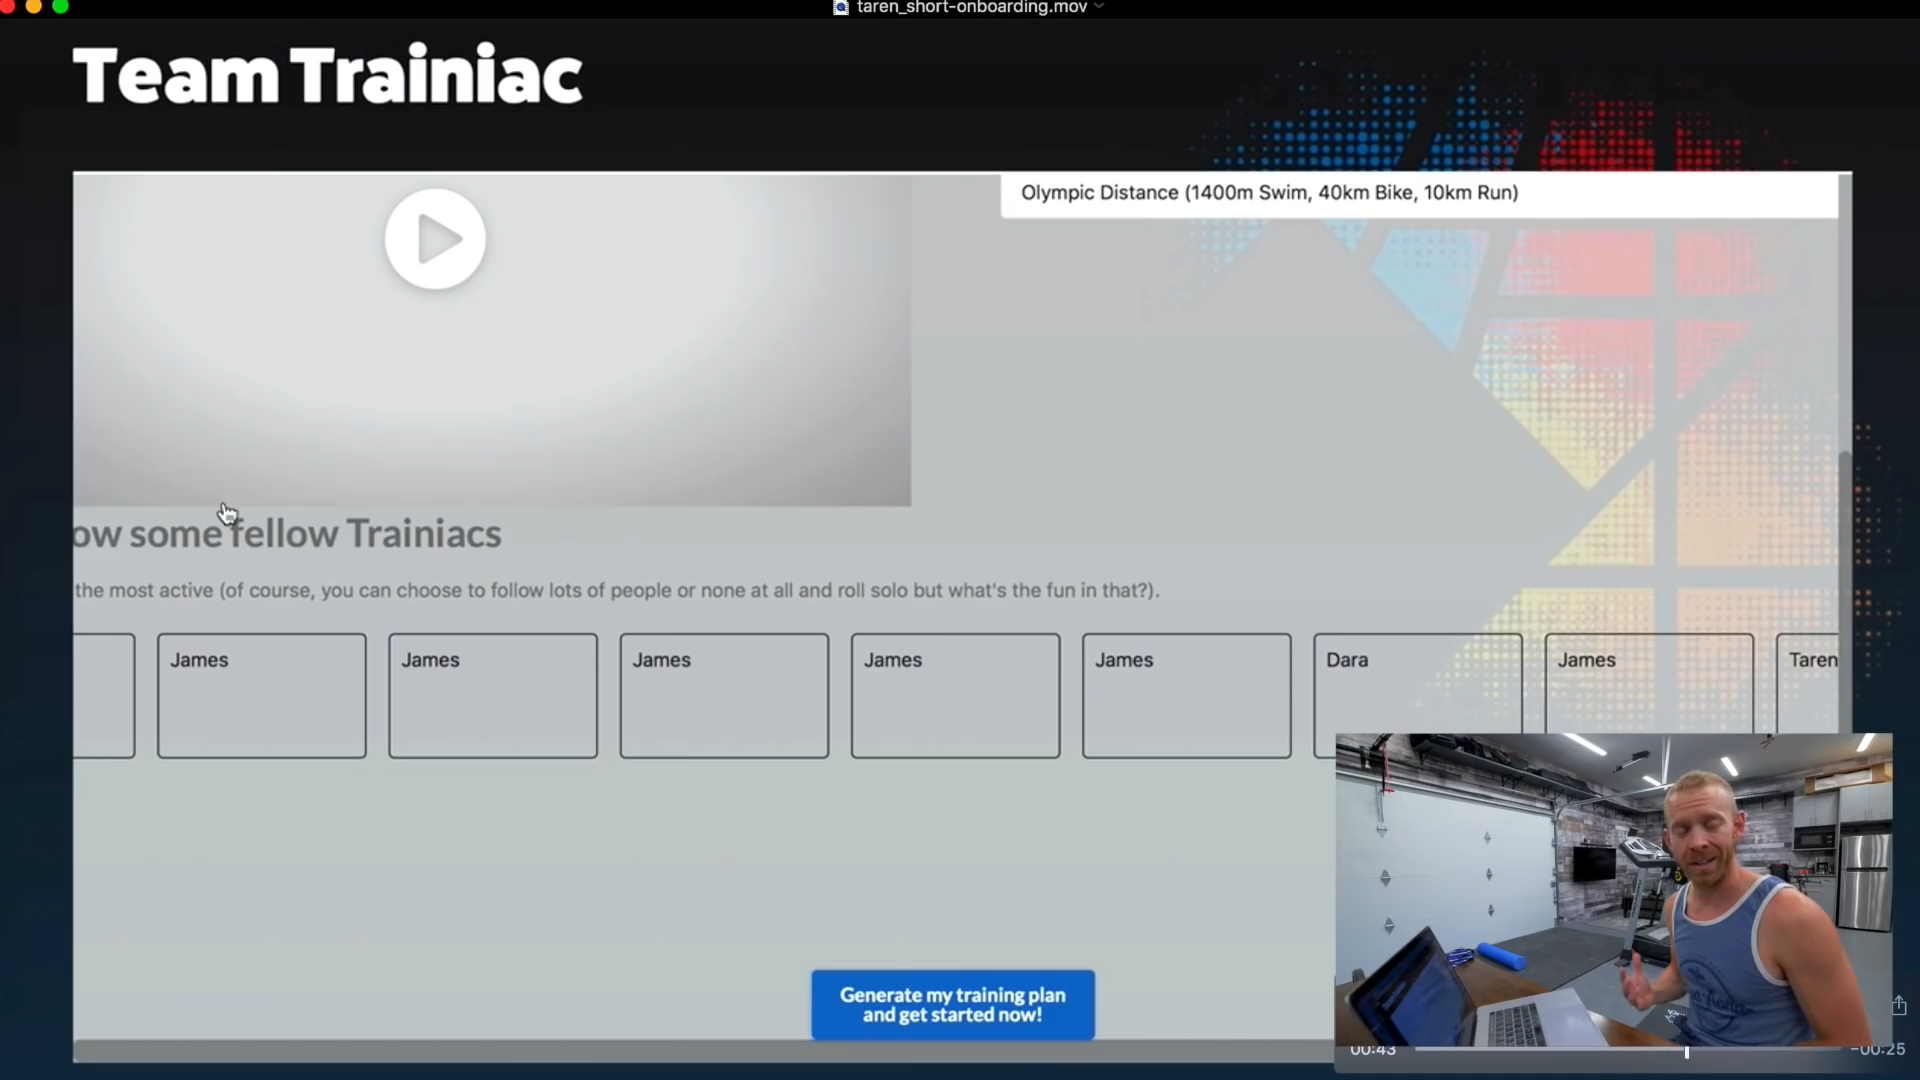 taren_short-onboarding.mov
Team Trainiac
Olympic Distance (1400m Swim, 40km Bike, 10km Run)
ow some fellow Trainiacs
the most active (of course, you can choose to follow lots of people or none at all and roll solo but what's the fun in that?).
James
James
James
James
James
Dara
James
Taren
Generate my training plan
and get started now!
00:43
-00:25